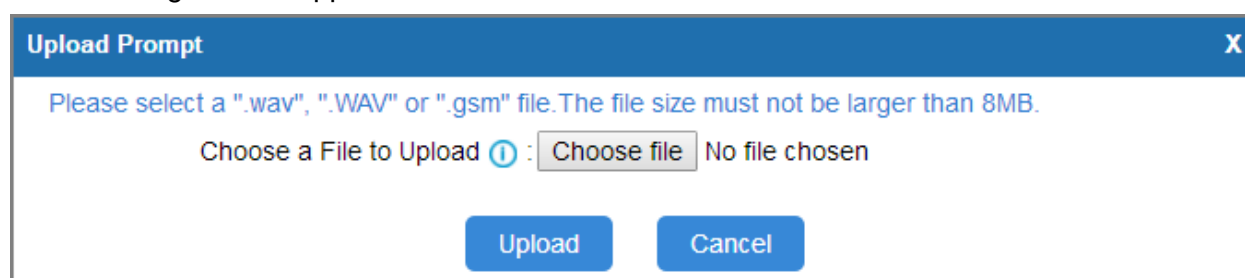 Upload Prompt X
Please select a ".wav", ".WAV" or ".gsm" file.The file size must not be larger than 8MB.
Choose a File to Upload : Choose file No file chosen
Upload Cancel